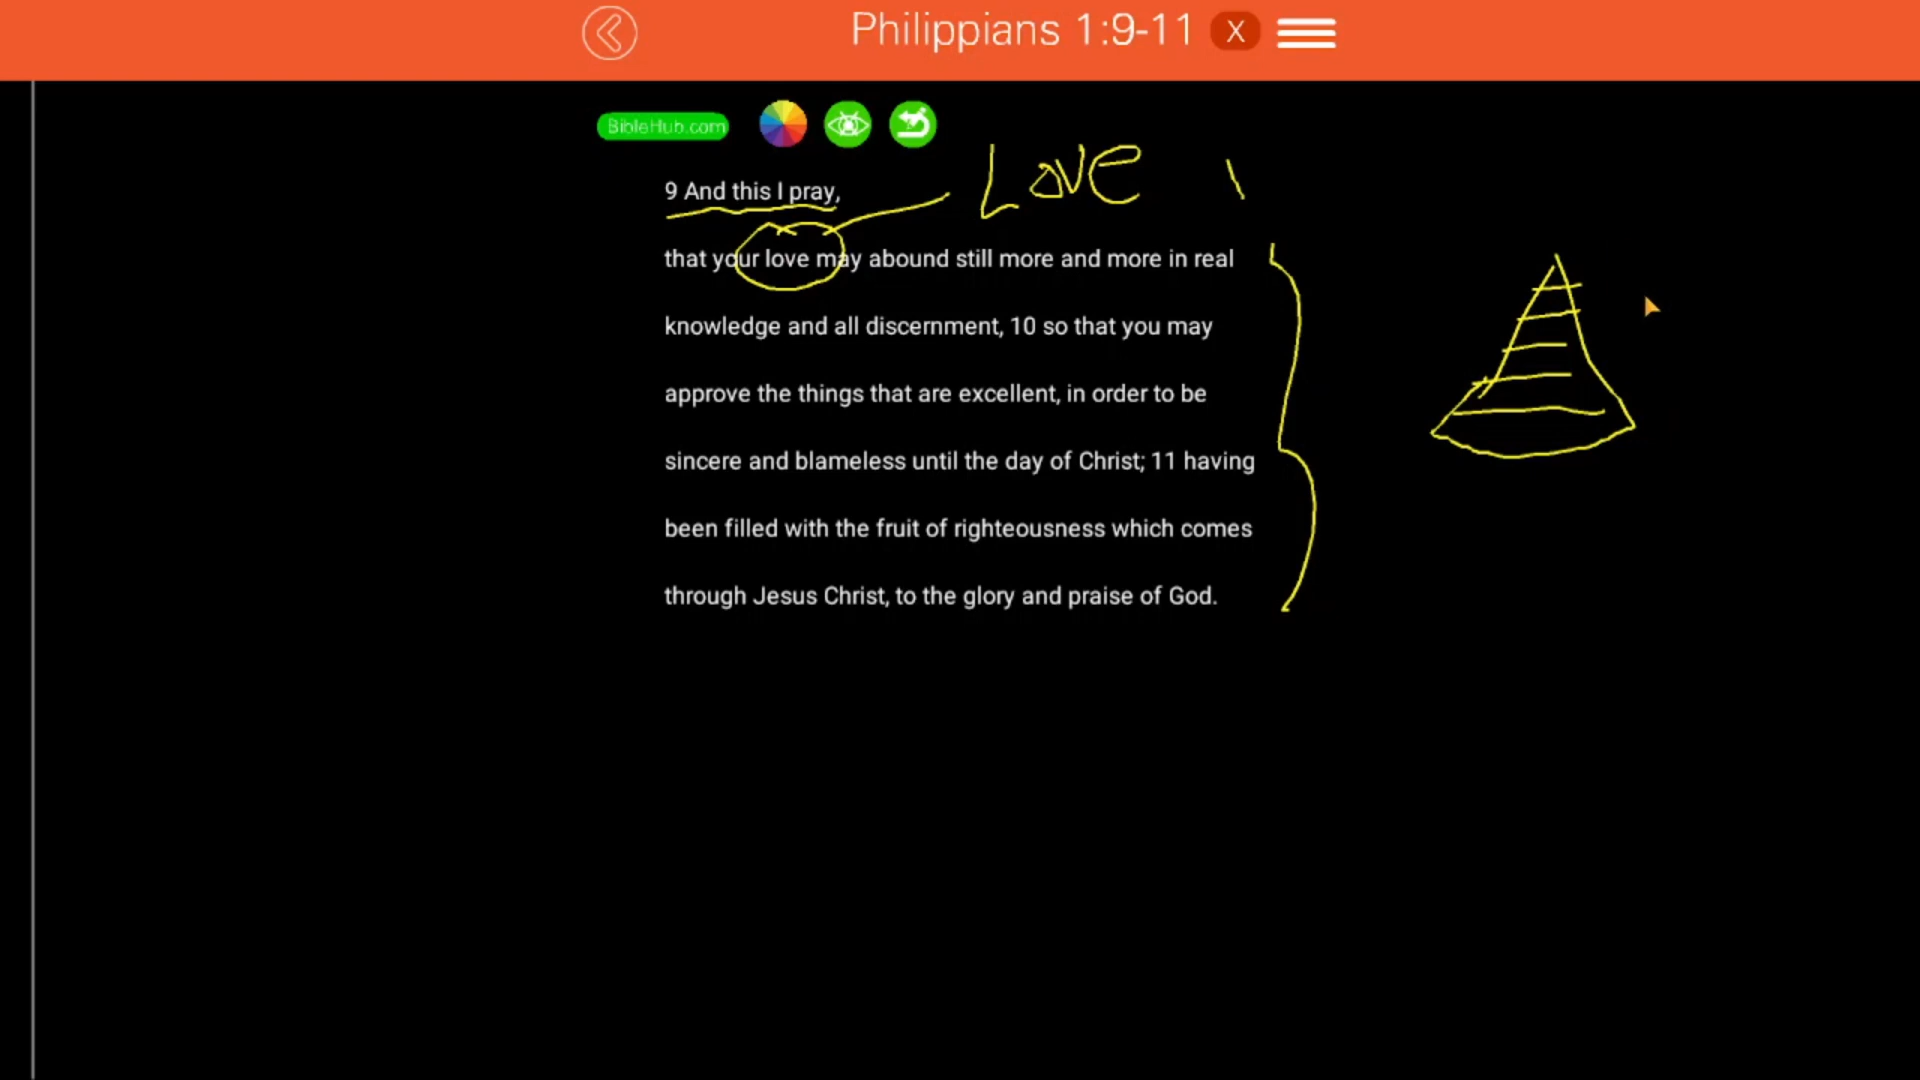 Philippians 1:9-11 X
BibleHub.com
Love
9 And this I pray,
that your love may abound still more and more in real
knowledge and all discernment, 10 so that you may
approve the things that are excellent, in order to be
sincere and blameless until the day of Christ; 11 having
been filled with the fruit of righteousness which comes
through Jesus Christ, to the glory and praise of God.